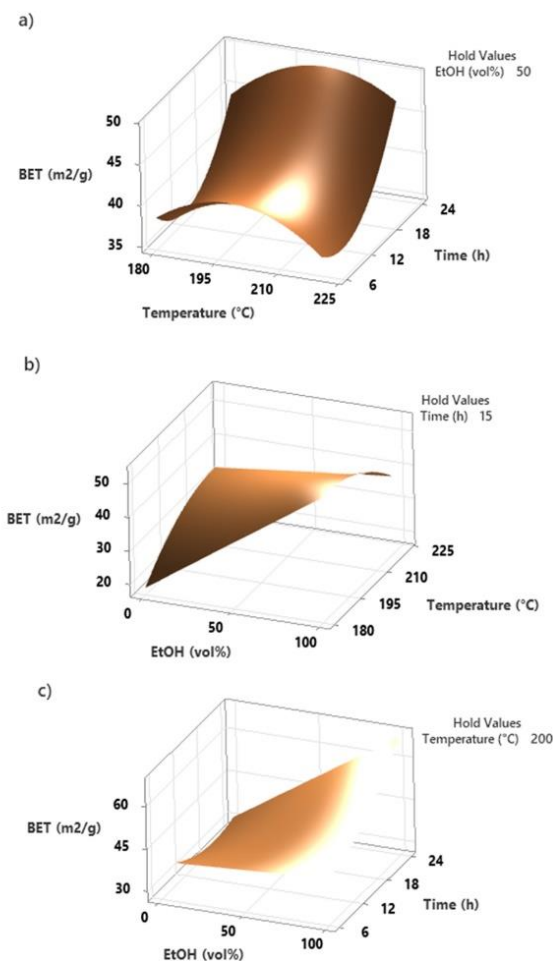 a)
Hold Values
EtOH (vol%) 50
50
45
BET (m2/g)
40
35
24
18
12
6
Time (h)
180
195
210
225
Temperature (°C)
b)
Hold Values
Time (h) 15
50
BET (m2/g)
40
30
20
225
210
195
180
Temperature (°C)
0
50
100
EtOH (vol%)
c)
Hold Values
Temperature (°C) 200
60
BET (m2/g)
45
30
24
18
12
6
Time (h)
0
50
100
EtOH (vol%)